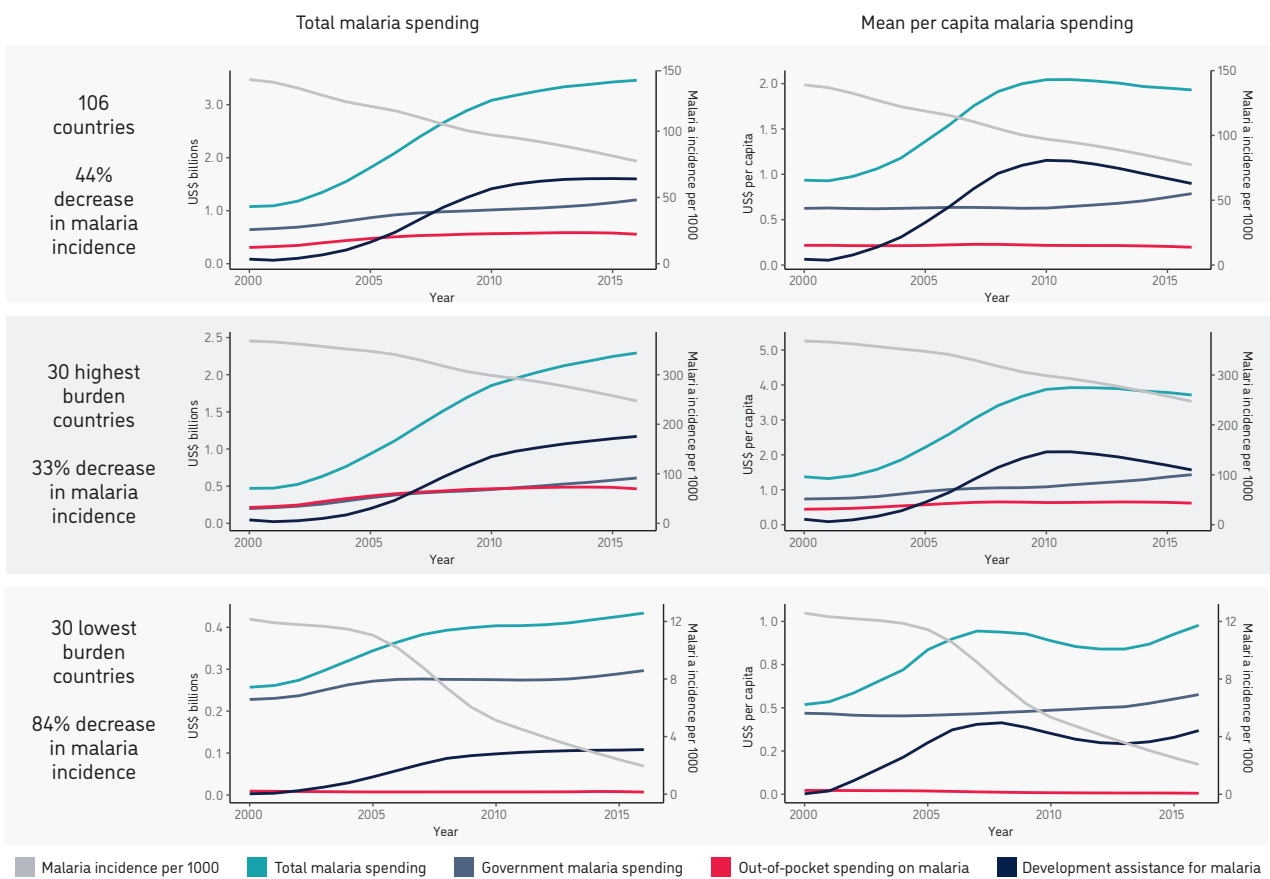 Total malaria spending
Mean per capita malaria spending
106
countries
44%
decrease
in malaria
incidence
US$ billions
3.0
2.0
1.0
0.0
150
100
50
0
Malaria incidence per 1000
2000
2005
2010
2015
Year
US$ per capita
2.0
1.5
1.0
0.5
0.0
150
100
50
0
Malaria incidence per 1000
2000
2005
2010
2015
Year
30 highest
burden
countries
33% decrease
in malaria
incidence
US$ billions
2.5
2.0
1.5
1.0
0.5
0.0
300
200
100
0
Malaria incidence per 1000
2000
2005
2010
2015
Year
US$ per capita
5.0
4.0
3.0
2.0
1.0
0.0
300
200
100
0
Malaria incidence per 1000
2000
2005
2010
2015
Year
30 lowest
burden
countries
84% decrease
in malaria
incidence
US$ billions
0.4
0.3
0.2
0.1
0.0
12
8
4
0
Malaria incidence per 1000
2000
2005
2010
2015
Year
US$ per capita
1.0
0.8
0.5
0.2
0.0
12
8
4
0
Malaria incidence per 1000
2000
2005
2010
2015
Year
Malaria incidence per 1000
Total malaria spending
Government malaria spending
Out-of-pocket spending on malaria
Development assistance for malaria